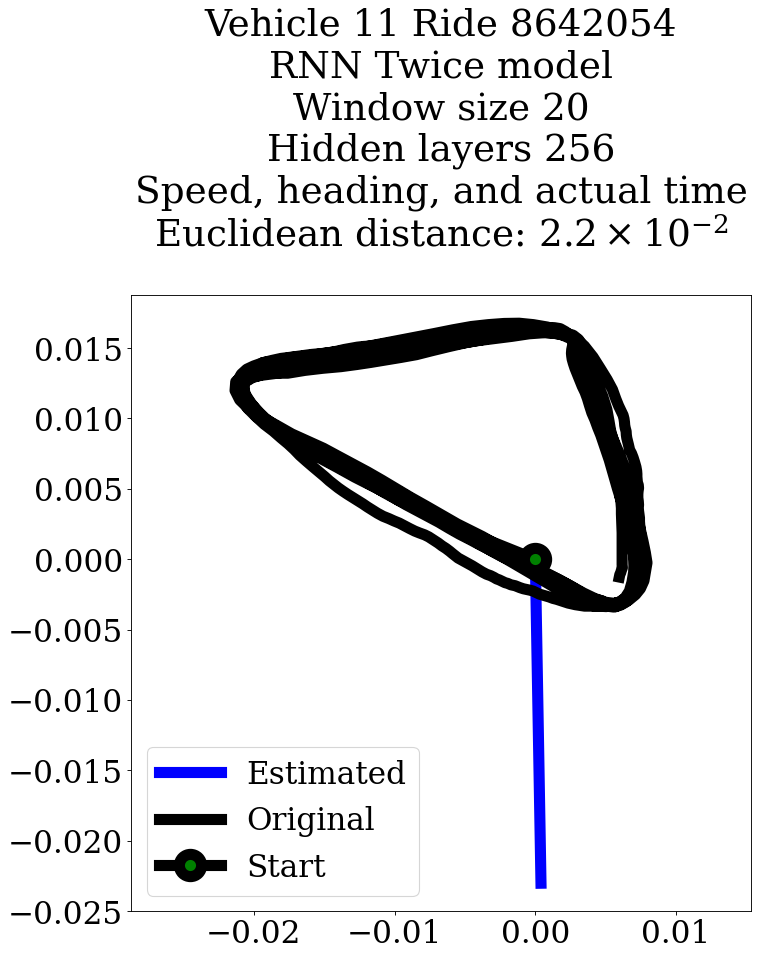 Vehicle 11 Ride 8642054
RNN Twice model
Window size 20
Hidden layers 256
Speed, heading, and actual time
Euclidean distance: 2.2 × 10⁻²
0.015
0.010
0.005
0.000
−0.005
−0.010
−0.015
−0.020
−0.025
Estimated
Original
Start
−0.02 −0.01 0.00 0.01